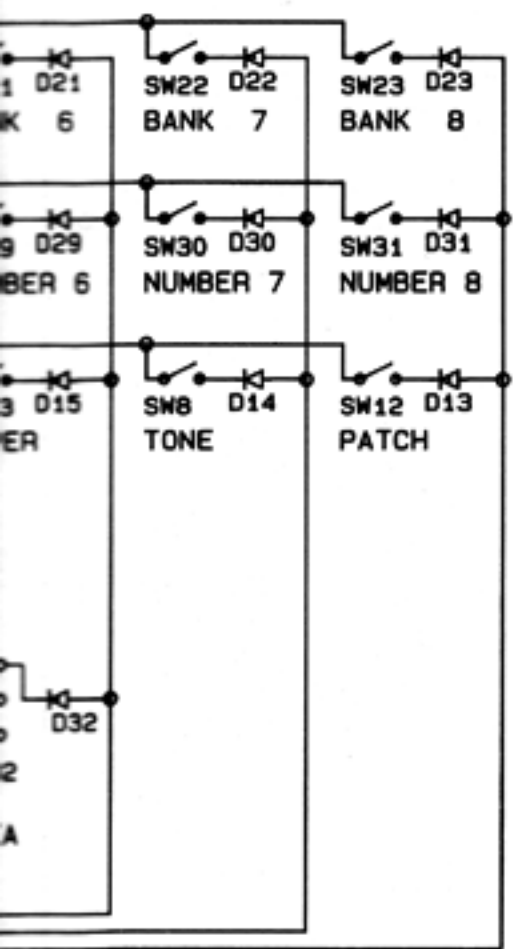 D21 SW22 D22 SW23 D23
6 BANK 7 BANK 8
D29 SW30 D30 SW31 D31
6 NUMBER 7 NUMBER 8
D15 SW8 D14 SW12 D13
TONE PATCH
D32